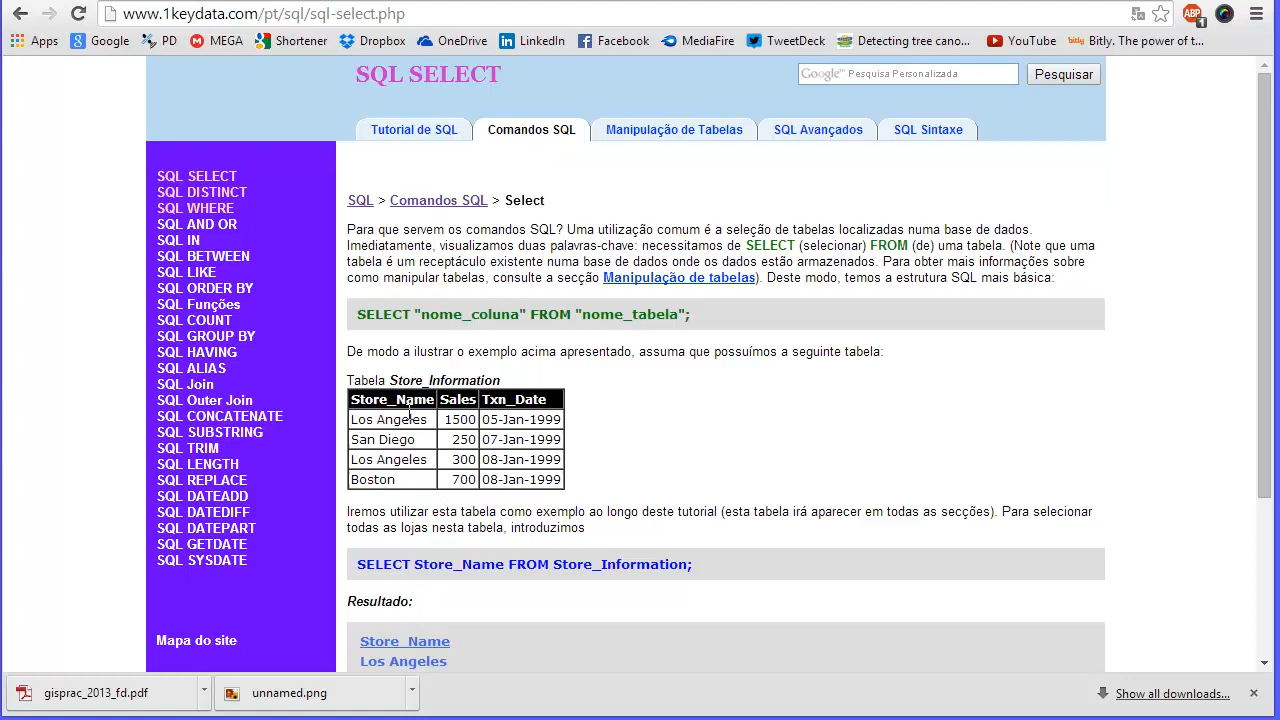 www.1keydata.com/pt/sql/sql-select.php
ABP 1
Apps Google PD MEGA Shortener Dropbox OneDrive LinkedIn Facebook MediaFire TweetDeck Detecting tree cano... YouTube bitly Bitly. The power of t...
SQL SELECT
Google™ Pesquisa Personalizada
Pesquisar
Tutorial de SQL Comandos SQL Manipulação de Tabelas SQL Avançados SQL Sintaxe
SQL SELECT
SQL DISTINCT
SQL WHERE
SQL AND OR
SQL IN
SQL BETWEEN
SQL LIKE
SQL ORDER BY
SQL Funções
SQL COUNT
SQL GROUP BY
SQL HAVING
SQL ALIAS
SQL Join
SQL Outer Join
SQL CONCATENATE
SQL SUBSTRING
SQL TRIM
SQL LENGTH
SQL REPLACE
SQL DATEADD
SQL DATEDIFF
SQL DATEPART
SQL GETDATE
SQL SYSDATE
Mapa do site
SQL > Comandos SQL > Select
Para que servem os comandos SQL? Uma utilização comum é a seleção de tabelas localizadas numa base de dados.
Imediatamente, visualizamos duas palavras-chave: necessitamos de SELECT (selecionar) FROM (de) uma tabela. (Note que uma
tabela é um receptáculo existente numa base de dados onde os dados estão armazenados. Para obter mais informações sobre
como manipular tabelas, consulte a secção Manipulação de tabelas). Deste modo, temos a estrutura SQL mais básica:
SELECT "nome_coluna" FROM "nome_tabela";
De modo a ilustrar o exemplo acima apresentado, assuma que possuímos a seguinte tabela:
Tabela Store_Information
Store_Name Sales Txn_Date
Los Angeles 1500 05-Jan-1999
San Diego 250 07-Jan-1999
Los Angeles 300 08-Jan-1999
Boston 700 08-Jan-1999
Iremos utilizar esta tabela como exemplo ao longo deste tutorial (esta tabela irá aparecer em todas as secções). Para selecionar
todas as lojas nesta tabela, introduzimos
SELECT Store_Name FROM Store_Information;
Resultado:
Store_Name
Los Angeles
gisprac_2013_fd.pdf
unnamed.png
Show all downloads...